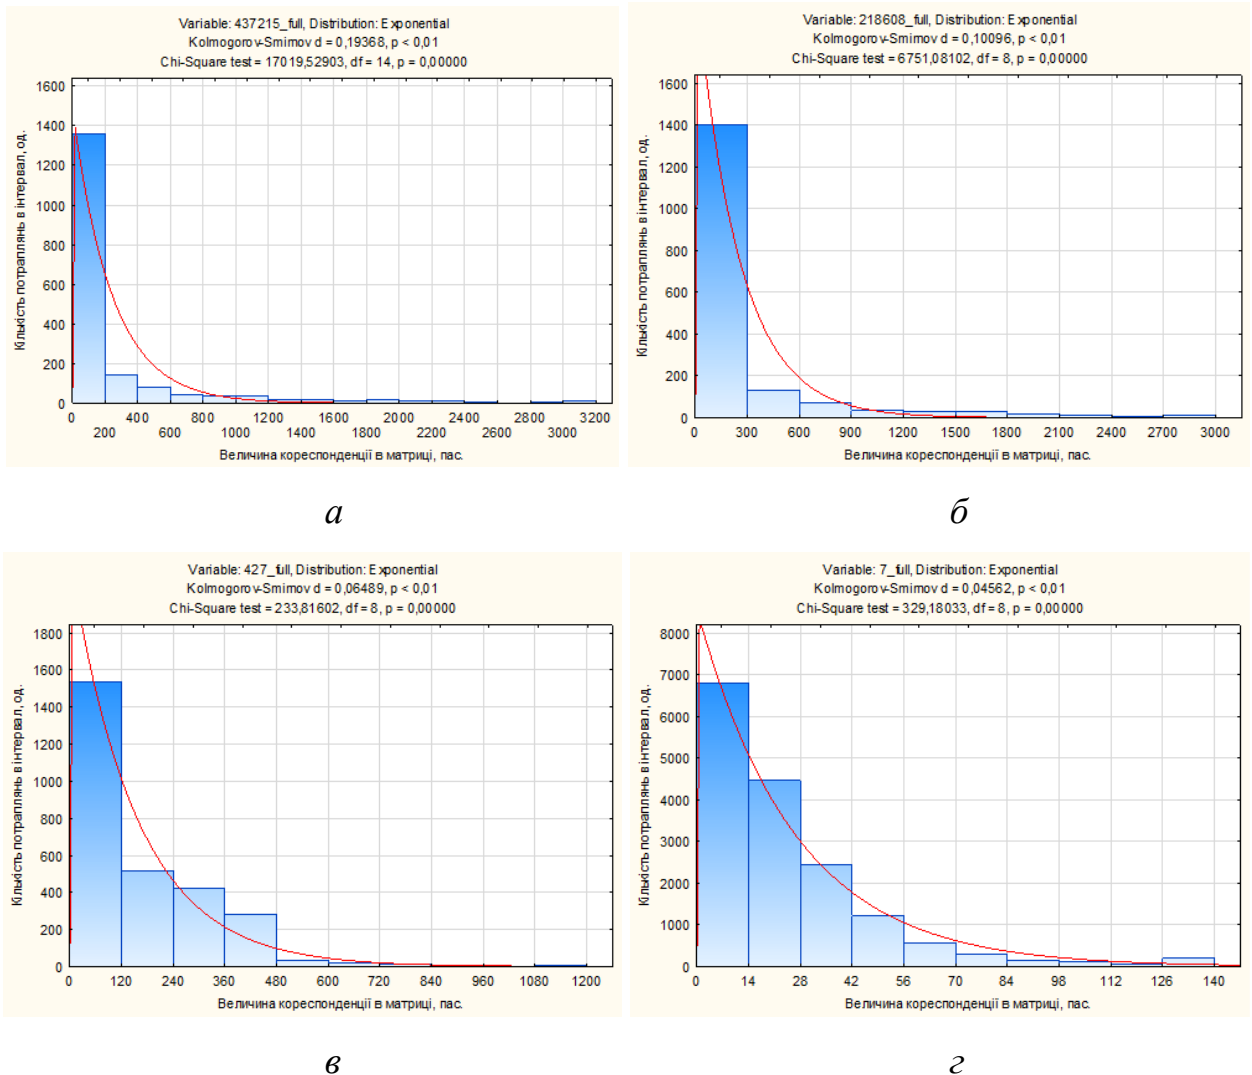 Variable: 437215_full, Distribution: Exponential
Kolmogorov-Smirnov d = 0,19368, p < 0,01
Chi-Square test = 17019,52903, df = 14, p = 0,00000
Кількість потраплянь в інтервал, од.
1600
1400
1200
1000
800
600
400
200
0
0 400 800 1200 1600 2000 2400 2800 3200
200 600 1000 1400 1800 2200 2600 3000
Величина кореспонденції в матриці, пас.
а
Variable: 218608_full, Distribution: Exponential
Kolmogorov-Smirnov d = 0,10096, p < 0,01
Chi-Square test = 6751,08102, df = 8, p = 0,00000
Кількість потраплянь в інтервал, од.
1600
1400
1200
1000
800
600
400
200
0
0 300 600 900 1200 1500 1800 2100 2400 2700 3000
Величина кореспонденції в матриці, пас.
б
Variable: 427_full, Distribution: Exponential
Kolmogorov-Smirnov d = 0,06489, p < 0,01
Chi-Square test = 233,81602, df = 8, p = 0,00000
Кількість потраплянь в інтервал, од.
1800
1600
1400
1200
1000
800
600
400
200
0
0 120 240 360 480 600 720 840 960 1080 1200
Величина кореспонденції в матриці, пас.
в
Variable: 7_full, Distribution: Exponential
Kolmogorov-Smirnov d = 0,04562, p < 0,01
Chi-Square test = 329,18033, df = 8, p = 0,00000
Кількість потраплянь в інтервал, од.
8000
7000
6000
5000
4000
3000
2000
1000
0
0 14 28 42 56 70 84 98 112 126 140
Величина кореспонденції в матриці, пас.
г